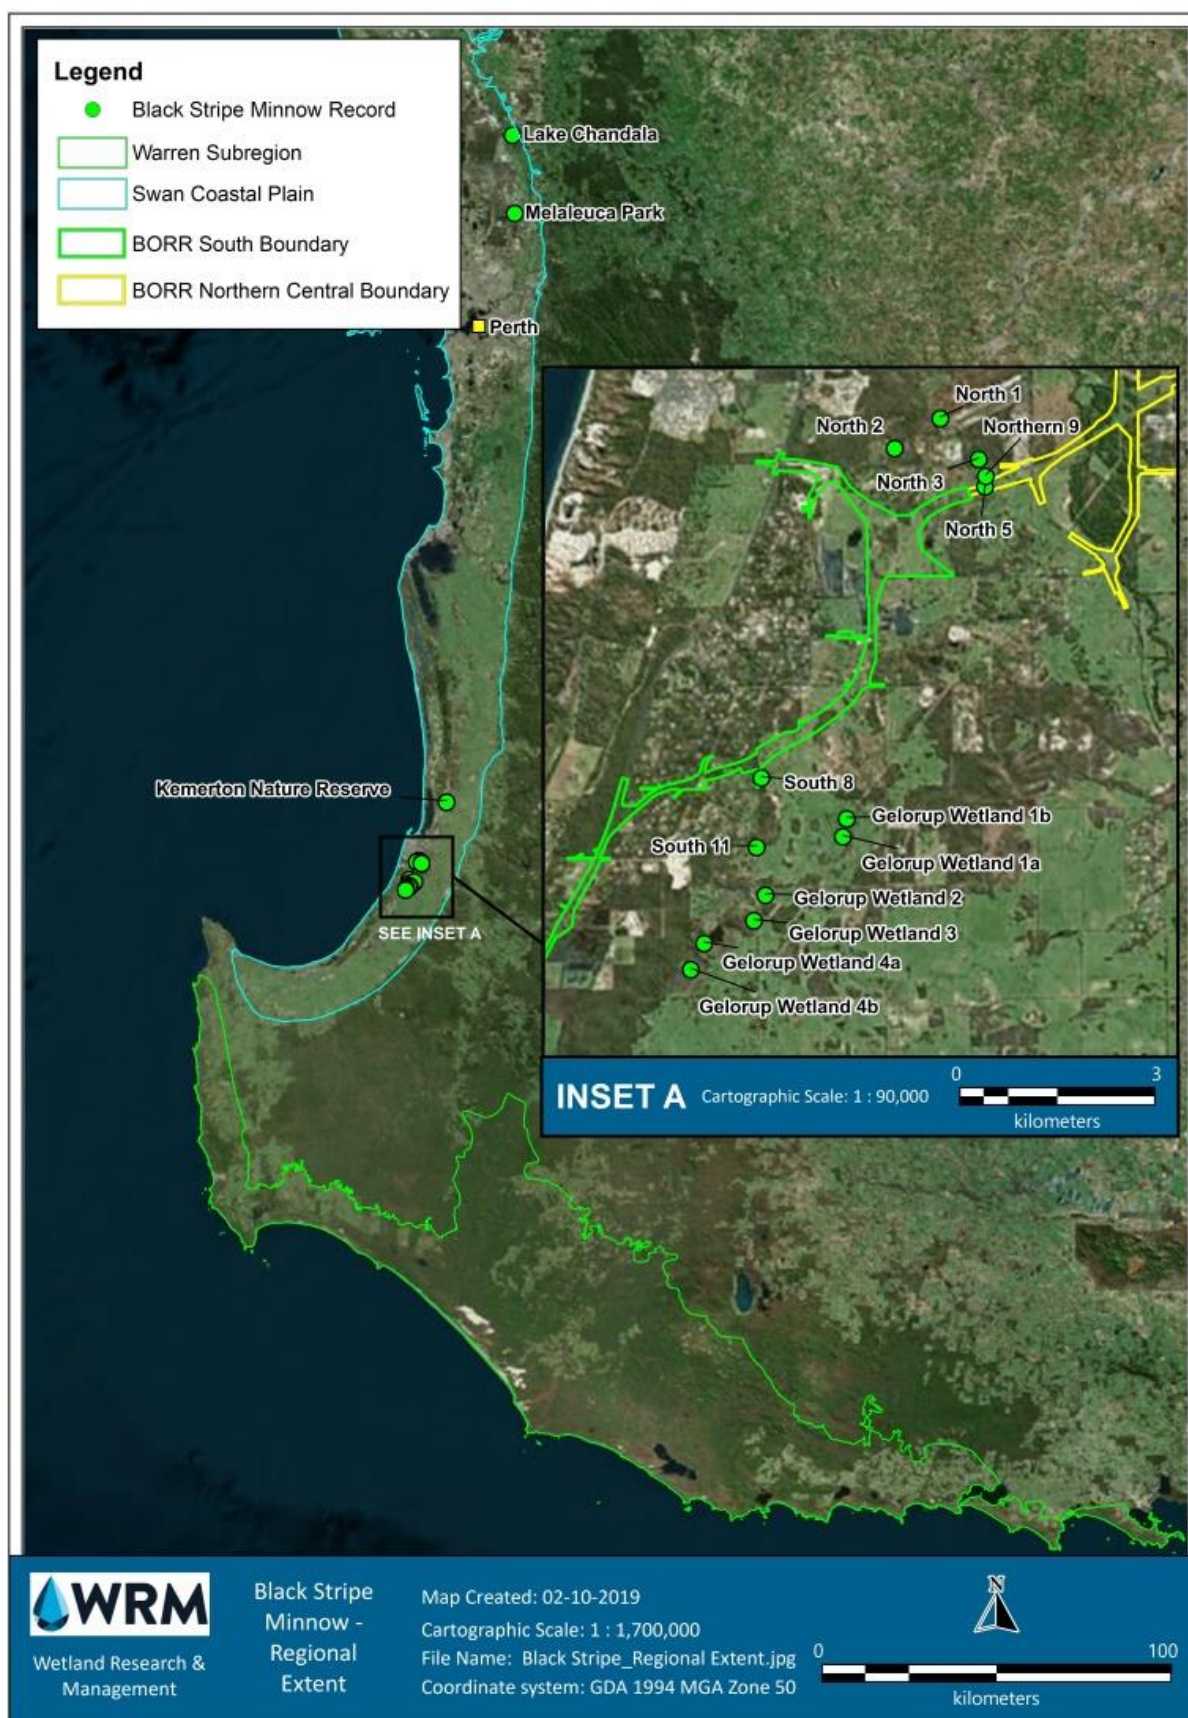 Legend
Black Stripe Minnow Record
Warren Subregion
Swan Coastal Plain
BORR South Boundary
BORR Northern Central Boundary
Lake Chandala
Melaleuca Park
Perth
Kemerton Nature Reserve
SEE INSET A
North 1
North 2
Northern 9
North 3
North 5
South 8
Gelorup Wetland 1b
South 11
Gelorup Wetland 1a
Gelorup Wetland 2
Gelorup Wetland 3
Gelorup Wetland 4a
Gelorup Wetland 4b
INSET A
Cartographic Scale: 1 : 90,000
0 3
kilometers
WRM
Wetland Research &
Management
Black Stripe
Minnow -
Regional
Extent
Map Created: 02-10-2019
Cartographic Scale: 1 : 1,700,000
File Name: Black Stripe_Regional Extent.jpg
Coordinate system: GDA 1994 MGA Zone 50
N
0 100
kilometers